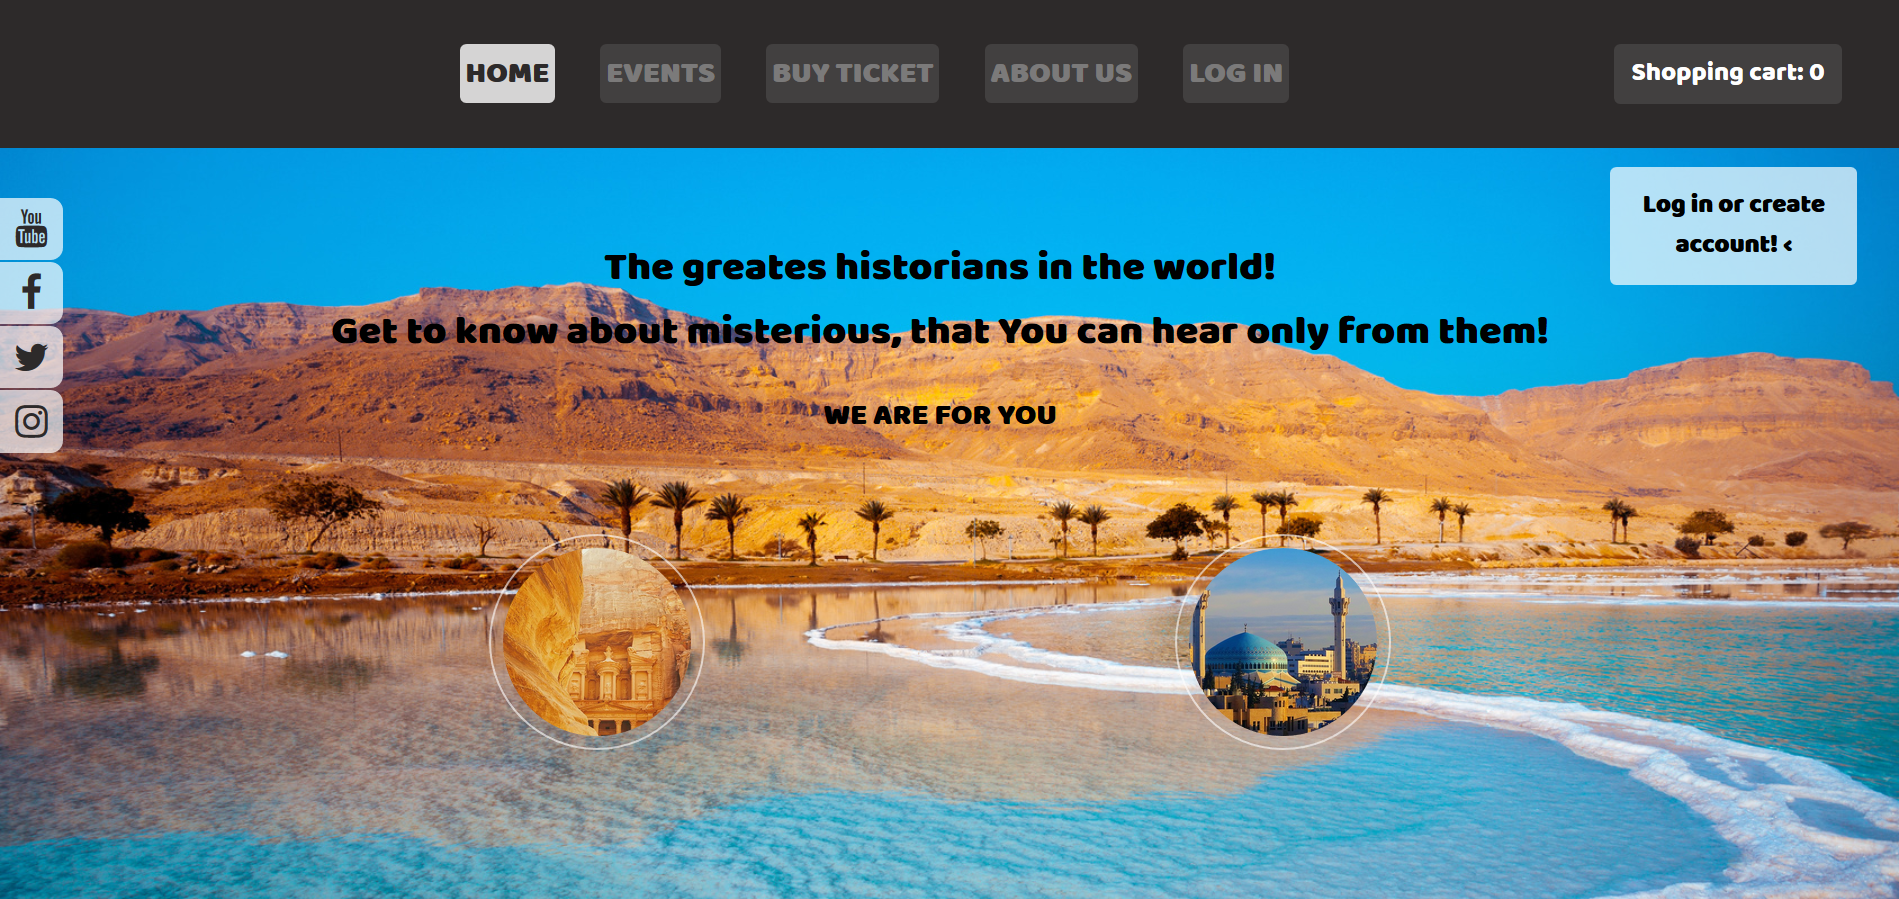 HOME
EVENTS
BUY TICKET
ABOUT US
LOG IN
Shopping cart: 0
Log in or create
account! <
You
Tube
The greates historians in the world!
Get to know about misterious, that You can hear only from them!
WE ARE FOR YOU